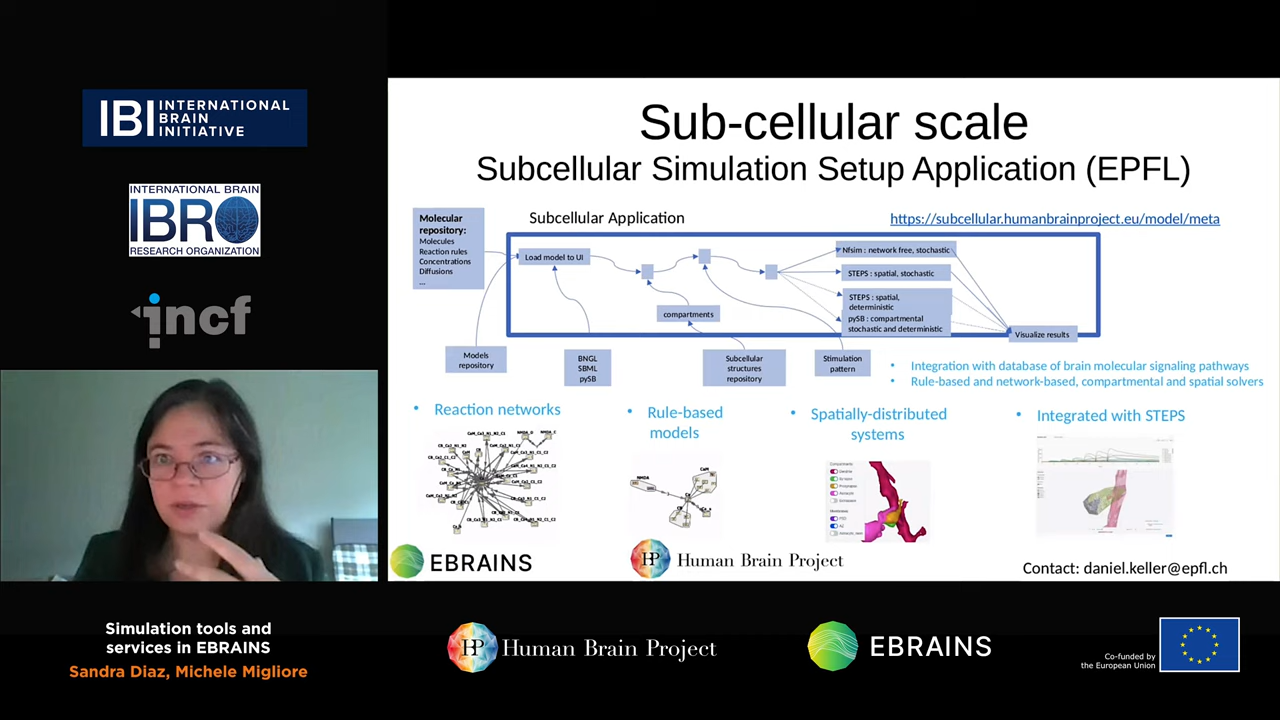 IBI INTERNATIONAL
BRAIN
INITIATIVE
INTERNATIONAL BRAIN
IBRO
RESEARCH ORGANIZATION
incf
Simulation tools and
services in EBRAINS
Sandra Diaz, Michele Migliore
Sub-cellular scale
Subcellular Simulation Setup Application (EPFL)
Molecular
repository:
Molecules
Reaction rules
Concentrations
Diffusions
...
Subcellular Application
https://subcellular.humanbrainproject.eu/model/meta
Load model to UI
compartments
Nfsim : network free, stochastic
STEPS : spatial, stochastic
STEPS : spatial,
deterministic
pySB : compartmental
stochastic and deterministic
Visualize results
Models
repository
BNGL
SBML
pySB
Subcellular
structures
repository
Stimulation
pattern
• Integration with database of brain molecular signaling pathways
• Rule-based and network-based, compartmental and spatial solvers
• Reaction networks
• Rule-based
models
• Spatially-distributed
systems
• Integrated with STEPS
EBRAINS
Human Brain Project
Contact: daniel.keller@epfl.ch
Human Brain Project
EBRAINS
Co-funded by
the European Union